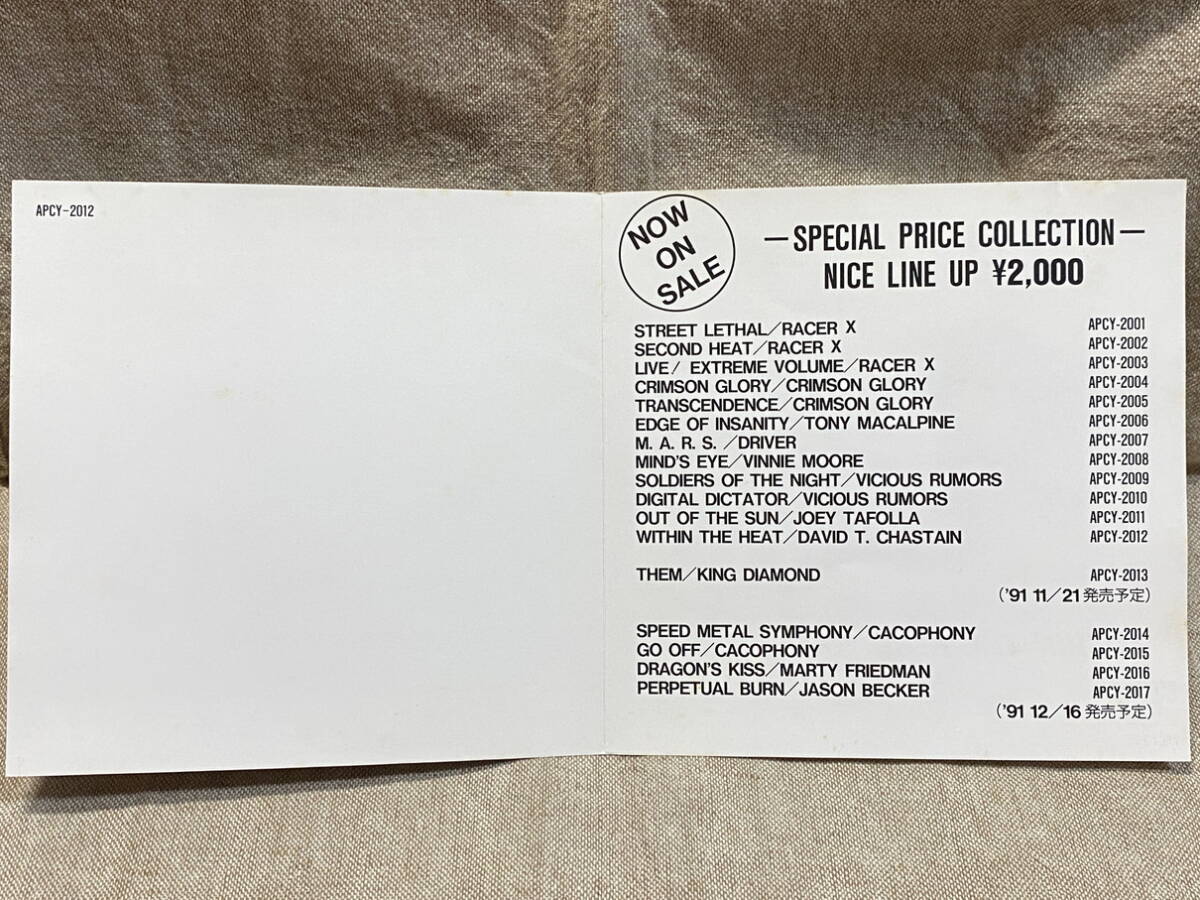 APCY-2012
NOW
ON
SALE
—SPECIAL PRICE COLLECTION—
NICE LINE UP ¥2,000
STREET LETHAL／RACER X APCY-2001
SECOND HEAT／RACER X APCY-2002
LIVE! EXTREME VOLUME／RACER X APCY-2003
CRIMSON GLORY／CRIMSON GLORY APCY-2004
TRANSCENDENCE／CRIMSON GLORY APCY-2005
EDGE OF INSANITY／TONY MACALPINE APCY-2006
M. A. R. S. ／DRIVER APCY-2007
MIND'S EYE／VINNIE MOORE APCY-2008
SOLDIERS OF THE NIGHT／VICIOUS RUMORS APCY-2009
DIGITAL DICTATOR／VICIOUS RUMORS APCY-2010
OUT OF THE SUN／JOEY TAFOLLA APCY-2011
WITHIN THE HEAT／DAVID T. CHASTAIN APCY-2012
THEM／KING DIAMOND APCY-2013
('91 11／21発売予定)
SPEED METAL SYMPHONY／CACOPHONY APCY-2014
GO OFF／CACOPHONY APCY-2015
DRAGON'S KISS／MARTY FRIEDMAN APCY-2016
PERPETUAL BURN／JASON BECKER APCY-2017
('91 12／16発売予定)